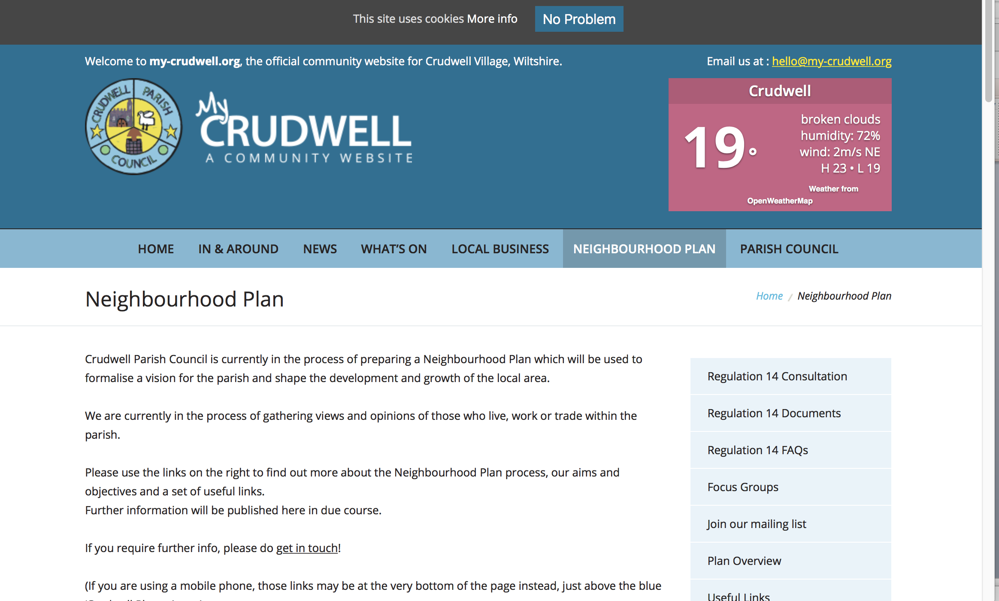 This site uses cookies More info No Problem
Welcome to my-crudwell.org, the official community website for Crudwell Village, Wiltshire.
Email us at : hello@my-crudwell.org
CRUDWELL PARISH COUNCIL
My
CRUDWELL
A COMMUNITY WEBSITE
Crudwell
19°
broken clouds
humidity: 72%
wind: 2m/s NE
H 23 • L 19
Weather from
OpenWeatherMap
HOME IN & AROUND NEWS WHAT'S ON LOCAL BUSINESS NEIGHBOURHOOD PLAN PARISH COUNCIL
Neighbourhood Plan
Home / Neighbourhood Plan
Crudwell Parish Council is currently in the process of preparing a Neighbourhood Plan which will be used to
formalise a vision for the parish and shape the development and growth of the local area.
We are currently in the process of gathering views and opinions of those who live, work or trade within the
parish.
Please use the links on the right to find out more about the Neighbourhood Plan process, our aims and
objectives and a set of useful links.
Further information will be published here in due course.
If you require further info, please do get in touch!
(If you are using a mobile phone, those links may be at the very bottom of the page instead, just above the blue
Regulation 14 Consultation
Regulation 14 Documents
Regulation 14 FAQs
Focus Groups
Join our mailing list
Plan Overview
Useful Links